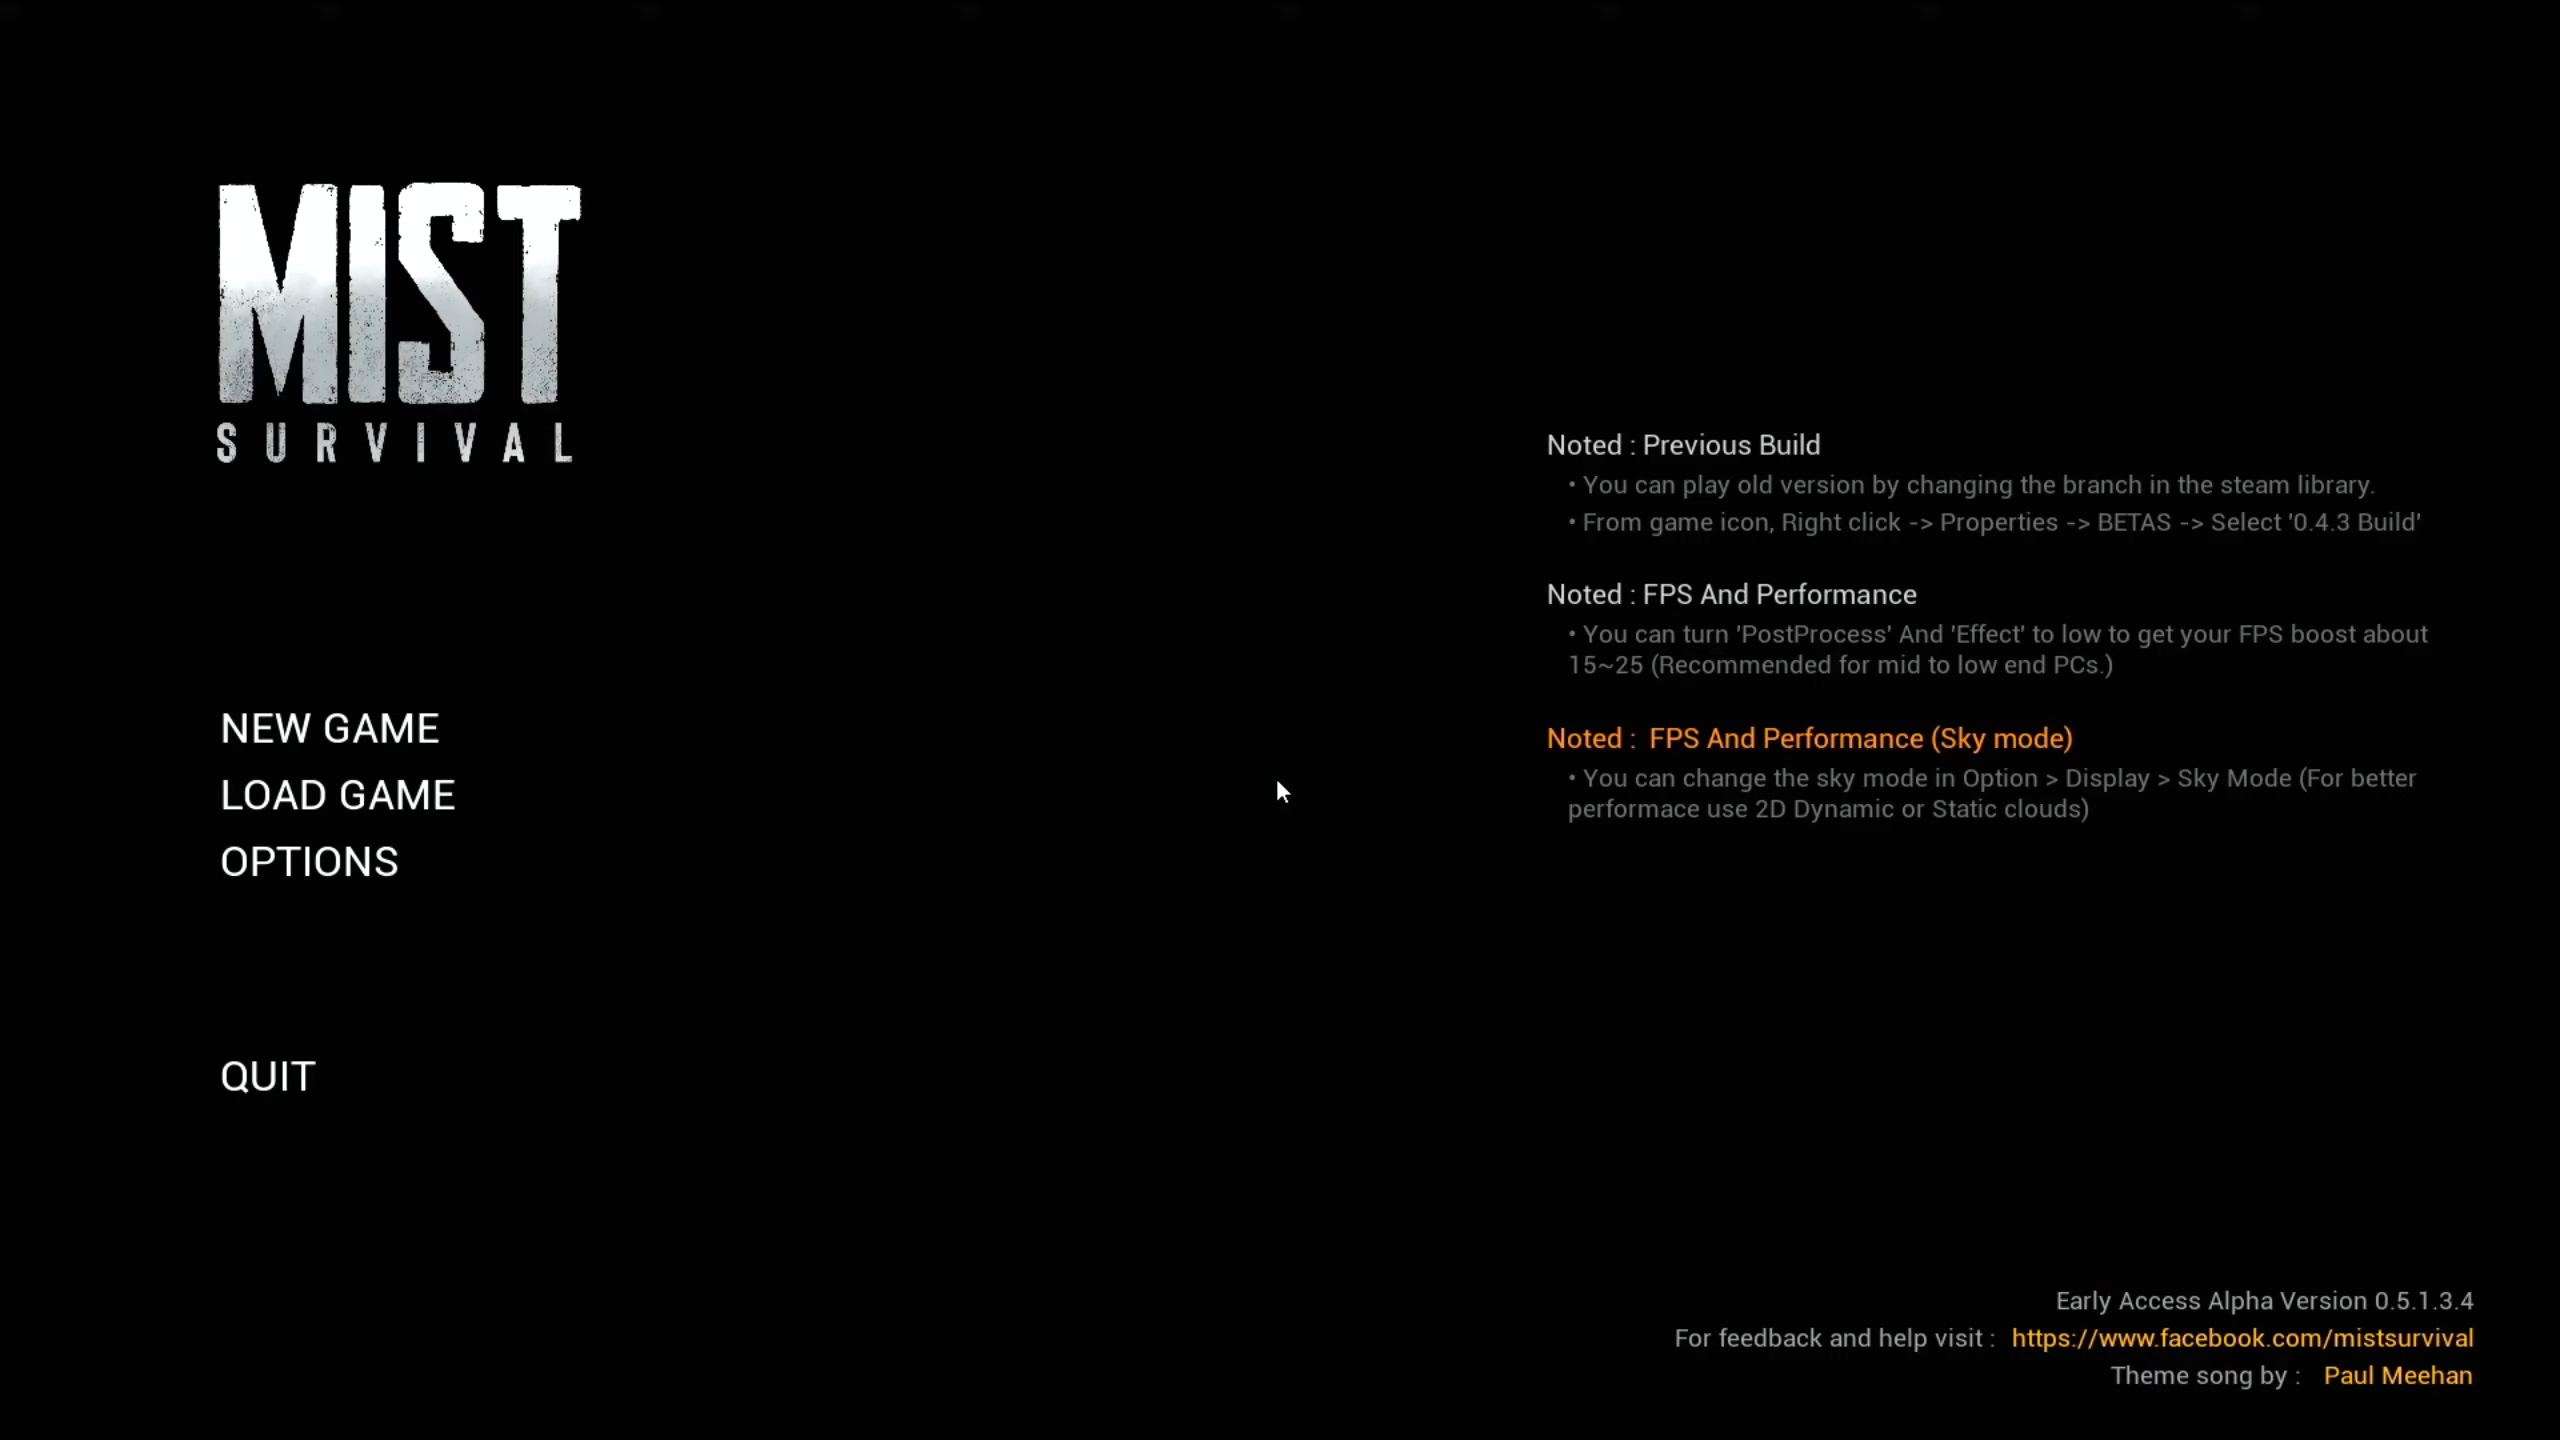 MIST
SURVIVAL
NEW GAME
LOAD GAME
OPTIONS
QUIT
Noted : Previous Build
• You can play old version by changing the branch in the steam library.
• From game icon, Right click -> Properties -> BETAS -> Select '0.4.3 Build'
Noted : FPS And Performance
• You can turn 'PostProcess' And 'Effect' to low to get your FPS boost about
15~25 (Recommended for mid to low end PCs.)
Noted : FPS And Performance (Sky mode)
• You can change the sky mode in Option > Display > Sky Mode (For better
performace use 2D Dynamic or Static clouds)
Early Access Alpha Version 0.5.1.3.4
For feedback and help visit : https://www.facebook.com/mistsurvival
Theme song by : Paul Meehan